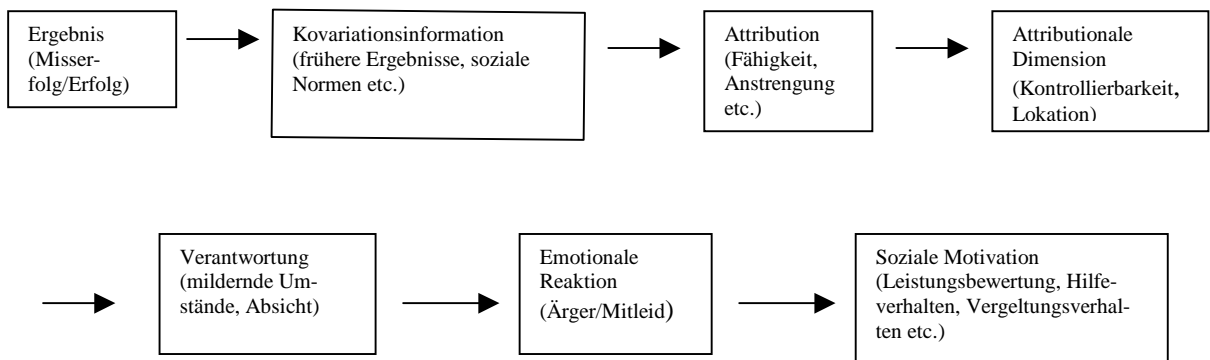 Ergebnis
(Misser-
folg/Erfolg)
Kovariationsinformation
(frühere Ergebnisse, soziale
Normen etc.)
Attribution
(Fähigkeit,
Anstrengung
etc.)
Attributionale
Dimension
(Kontrollierbarkeit,
Lokation)
Verantwortung
(mildernde Um-
stände, Absicht)
Emotionale
Reaktion
(Ärger/Mitleid)
Soziale Motivation
(Leistungsbewertung, Hilfe-
verhalten, Vergeltungsverhal-
ten etc.)